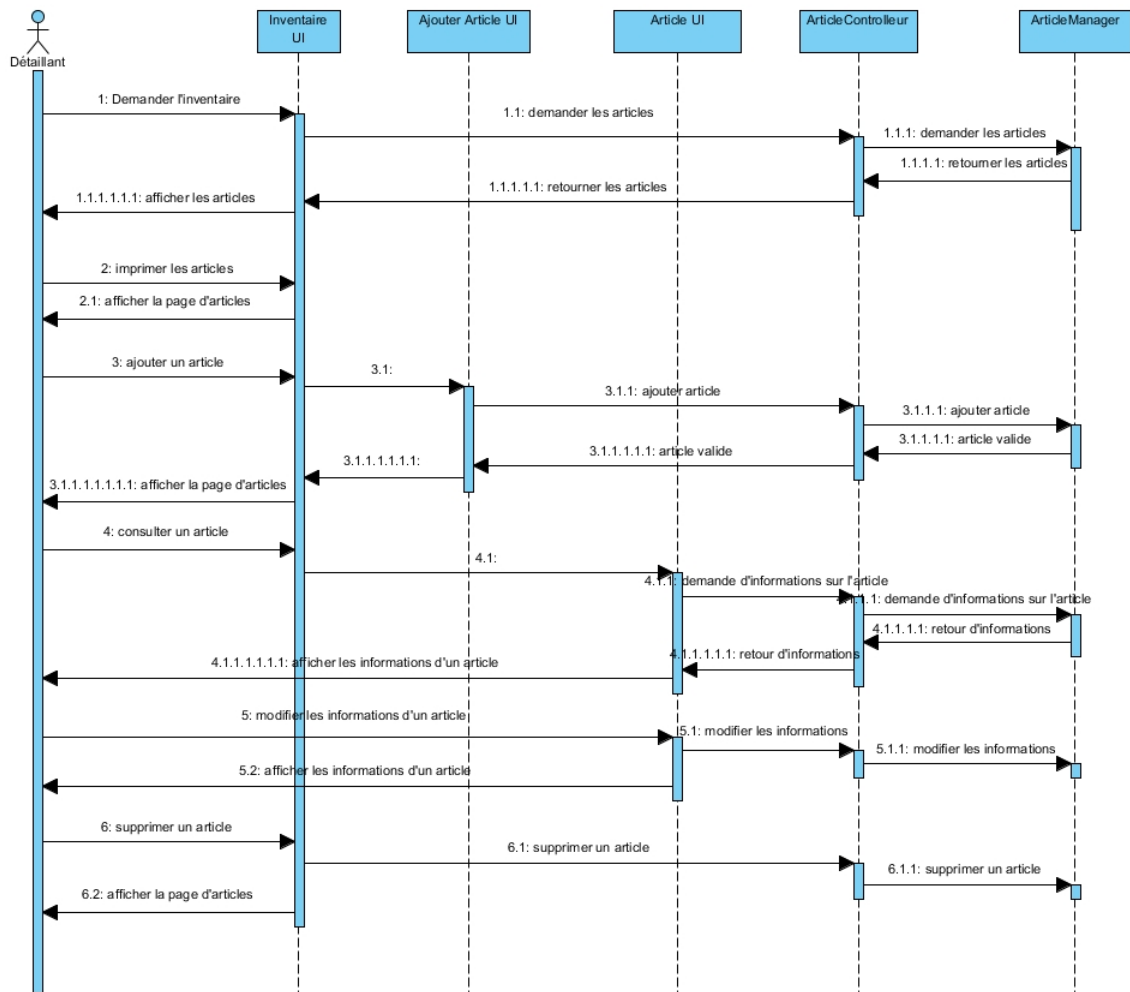 Inventaire
UI
Ajouter Article UI
Article UI
ArticleControlleur
ArticleManager
Détaillant
1: Demander l'inventaire
1.1: demander les articles
1.1.1: demander les articles
1.1.1.1: retourner les articles
1.1.1.1.1: retourner les articles
1.1.1.1.1.1: afficher les articles
2: imprimer les articles
2.1: afficher la page d'articles
3: ajouter un article
3.1:
3.1.1: ajouter article
3.1.1.1: ajouter article
3.1.1.1.1: article valide
3.1.1.1.1.1: article valide
3.1.1.1.1.1.1:
3.1.1.1.1.1.1.1: afficher la page d'articles
4: consulter un article
4.1:
4.1.1: demande d'informations sur l'article
4.1.1.1: demande d'informations sur l'article
4.1.1.1.1: retour d'informations
4.1.1.1.1.1: retour d'informations
4.1.1.1.1.1.1: afficher les informations d'un article
5: modifier les informations d'un article
5.1: modifier les informations
5.1.1: modifier les informations
5.2: afficher les informations d'un article
6: supprimer un article
6.1: supprimer un article
6.1.1: supprimer un article
6.2: afficher la page d'articles